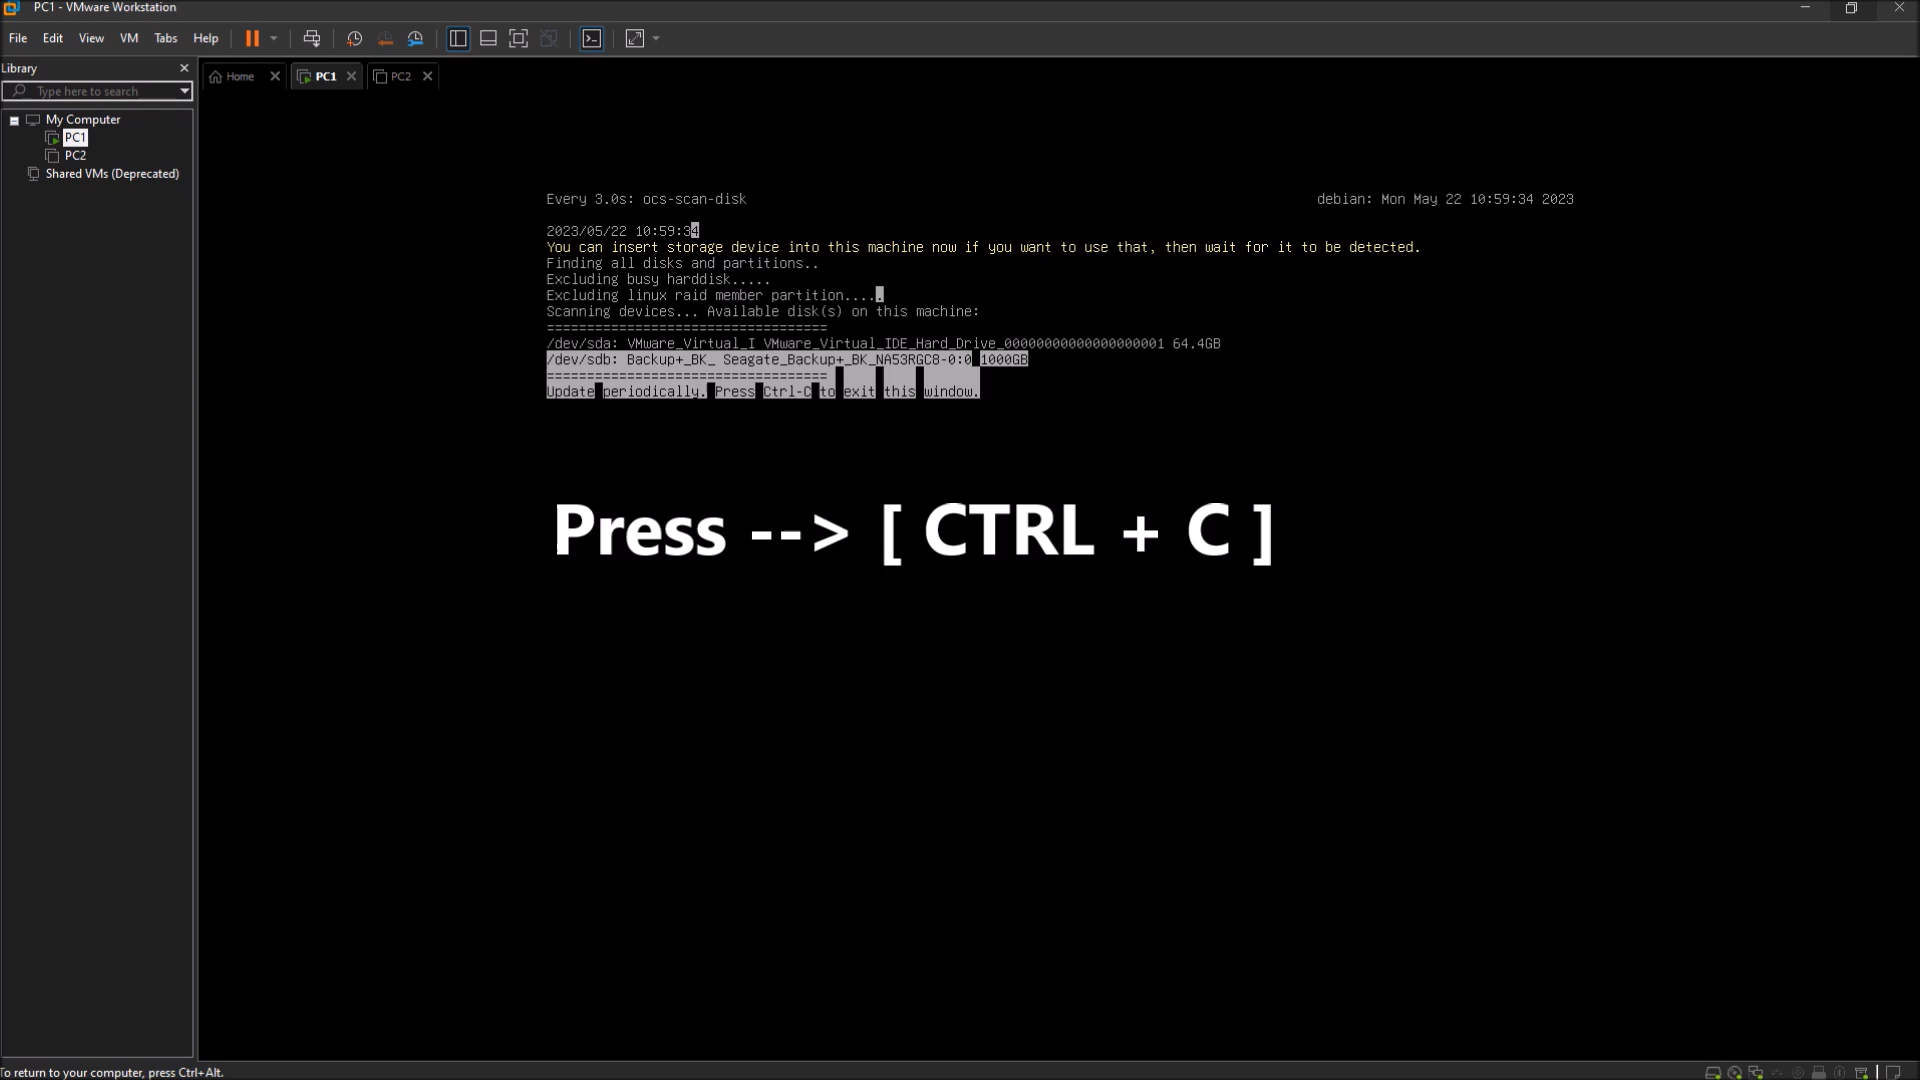 PC1 - VMware Workstation
File Edit View VM Tabs Help
Library
Type here to search
My Computer
PC1
PC2
Shared VMs (Deprecated)
Home PC1 PC2
Every 3.0s: ocs-scan-disk debian: Mon May 22 10:59:34 2023
2023/05/22 10:59:34
You can insert storage device into this machine now if you want to use that, then wait for it to be detected.
Finding all disks and partitions..
Excluding busy harddisk.....
Excluding linux raid member partition.....
Scanning devices... Available disk(s) on this machine:
===================================
/dev/sda: VMware_Virtual_I VMware_Virtual_IDE_Hard_Drive_00000000000000000001 64.4GB
/dev/sdb: Backup+_BK_ Seagate_Backup+_BK_NA53RGC8-0:0 1000GB
===================================
Update periodically. Press Ctrl-C to exit this window.
Press --> [ CTRL + C ]
To return to your computer, press Ctrl+Alt.